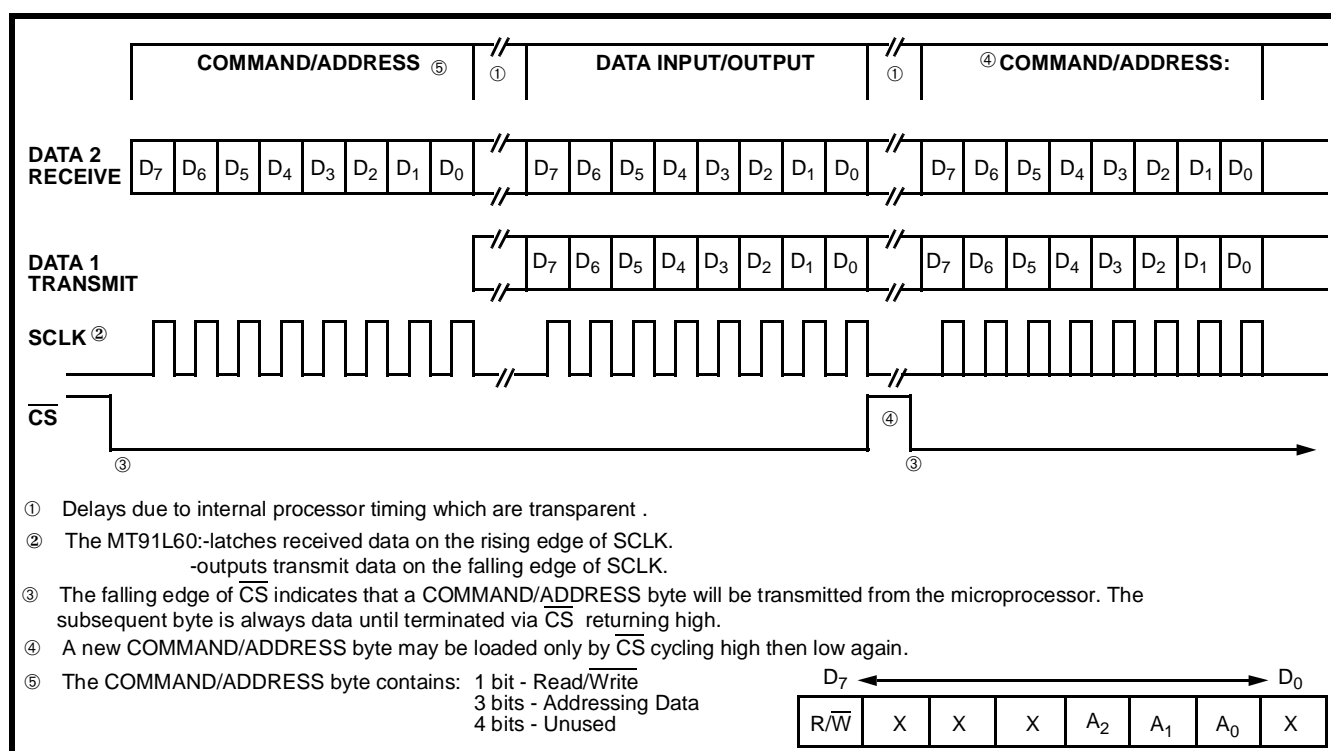 COMMAND/ADDRESS ⑤ ① DATA INPUT/OUTPUT ① ④ COMMAND/ADDRESS:
DATA 2
RECEIVE D7 D6 D5 D4 D3 D2 D1 D0 D7 D6 D5 D4 D3 D2 D1 D0 D7 D6 D5 D4 D3 D2 D1 D0
DATA 1
TRANSMIT D7 D6 D5 D4 D3 D2 D1 D0 D7 D6 D5 D4 D3 D2 D1 D0
SCLK ②
C̅S̅ ④
③ ③
① Delays due to internal processor timing which are transparent .
② The MT91L60:-latches received data on the rising edge of SCLK.
-outputs transmit data on the falling edge of SCLK.
③ The falling edge of C̅S̅ indicates that a COMMAND/ADDRESS byte will be transmitted from the microprocessor. The
subsequent byte is always data until terminated via C̅S̅ returning high.
④ A new COMMAND/ADDRESS byte may be loaded only by C̅S̅ cycling high then low again.
⑤ The COMMAND/ADDRESS byte contains: 1 bit - Read/W̅r̅i̅t̅e̅
3 bits - Addressing Data
4 bits - Unused
D7 D0
R/W̅ X X X A2 A1 A0 X